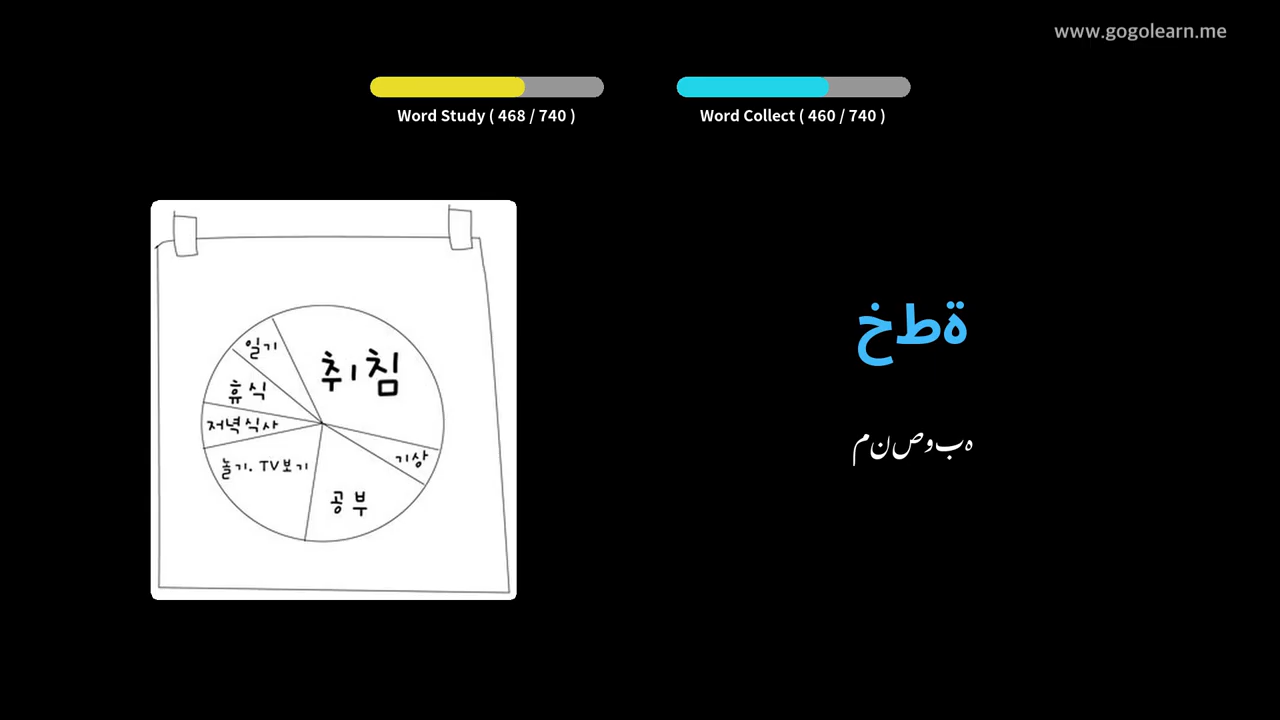 www.gogolearn.me
Word Study ( 468 / 740 )
Word Collect ( 460 / 740 )
일기
취침
휴식
저녁식사
놀기. TV보기
기상
공부
خطة
منصوبہ